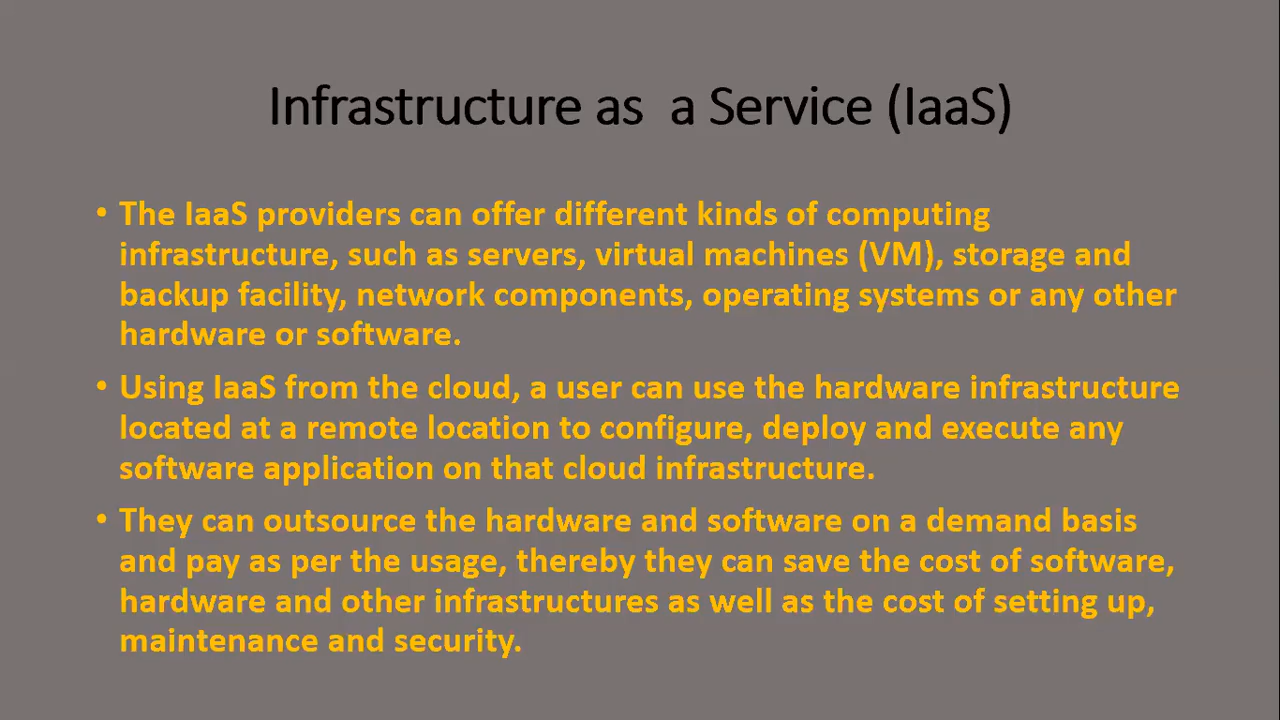 Infrastructure as  a Service (IaaS)
• The IaaS providers can offer different kinds of computing
infrastructure, such as servers, virtual machines (VM), storage and
backup facility, network components, operating systems or any other
hardware or software.
• Using IaaS from the cloud, a user can use the hardware infrastructure
located at a remote location to configure, deploy and execute any
software application on that cloud infrastructure.
• They can outsource the hardware and software on a demand basis
and pay as per the usage, thereby they can save the cost of software,
hardware and other infrastructures as well as the cost of setting up,
maintenance and security.